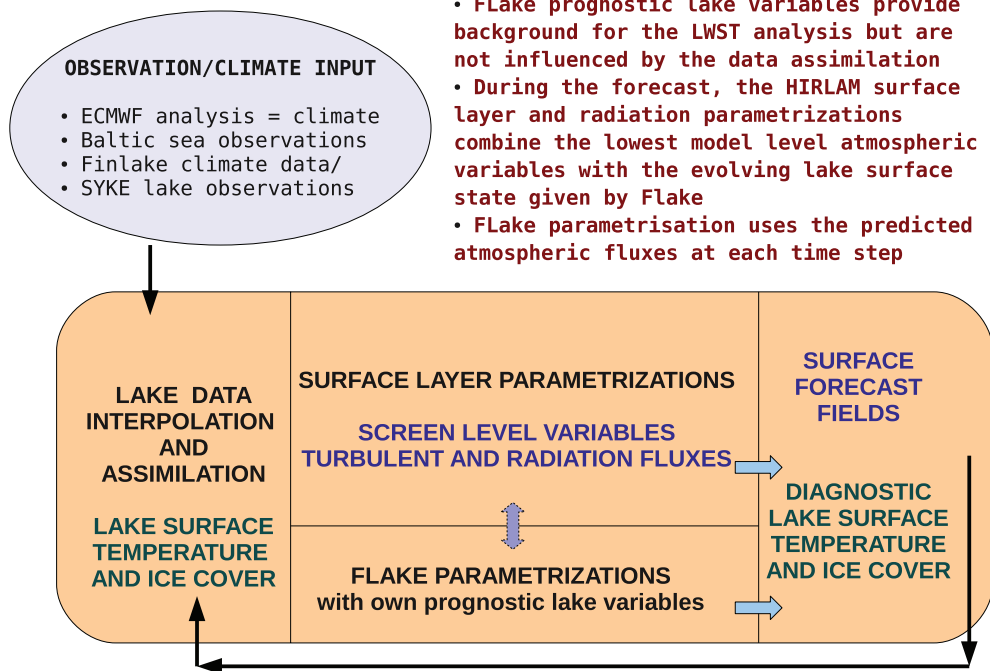 • FLake prognostic lake variables provide
background for the LWST analysis but are
not influenced by the data assimilation
• During the forecast, the HIRLAM surface
layer and radiation parametrizations
combine the lowest model level atmospheric
variables with the evolving lake surface
state given by Flake
• FLake parametrisation uses the predicted
atmospheric fluxes at each time step
OBSERVATION/CLIMATE INPUT
• ECMWF analysis = climate
• Baltic sea observations
• Finlake climate data/
• SYKE lake observations
LAKE DATA
INTERPOLATION
AND
ASSIMILATION
LAKE SURFACE
TEMPERATURE
AND ICE COVER
SURFACE LAYER PARAMETRIZATIONS
SCREEN LEVEL VARIABLES
TURBULENT AND RADIATION FLUXES
FLAKE PARAMETRIZATIONS
with own prognostic lake variables
SURFACE
FORECAST
FIELDS
DIAGNOSTIC
LAKE SURFACE
TEMPERATURE
AND ICE COVER